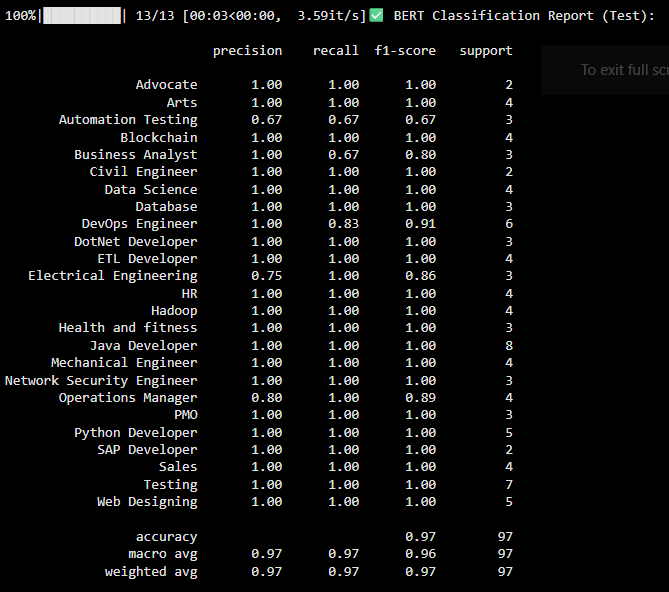 100%|██████████| 13/13 [00:03<00:00,  3.59it/s]✅ BERT Classification Report (Test):
precision recall f1-score support
To exit full scr
Advocate 1.00 1.00 1.00 2
Arts 1.00 1.00 1.00 4
Automation Testing 0.67 0.67 0.67 3
Blockchain 1.00 1.00 1.00 4
Business Analyst 1.00 0.67 0.80 3
Civil Engineer 1.00 1.00 1.00 2
Data Science 1.00 1.00 1.00 4
Database 1.00 1.00 1.00 3
DevOps Engineer 1.00 0.83 0.91 6
DotNet Developer 1.00 1.00 1.00 3
ETL Developer 1.00 1.00 1.00 4
Electrical Engineering 0.75 1.00 0.86 3
HR 1.00 1.00 1.00 4
Hadoop 1.00 1.00 1.00 4
Health and fitness 1.00 1.00 1.00 3
Java Developer 1.00 1.00 1.00 8
Mechanical Engineer 1.00 1.00 1.00 4
Network Security Engineer 1.00 1.00 1.00 3
Operations Manager 0.80 1.00 0.89 4
PMO 1.00 1.00 1.00 3
Python Developer 1.00 1.00 1.00 5
SAP Developer 1.00 1.00 1.00 2
Sales 1.00 1.00 1.00 4
Testing 1.00 1.00 1.00 7
Web Designing 1.00 1.00 1.00 5
accuracy 0.97 97
macro avg 0.97 0.97 0.96 97
weighted avg 0.97 0.97 0.97 97